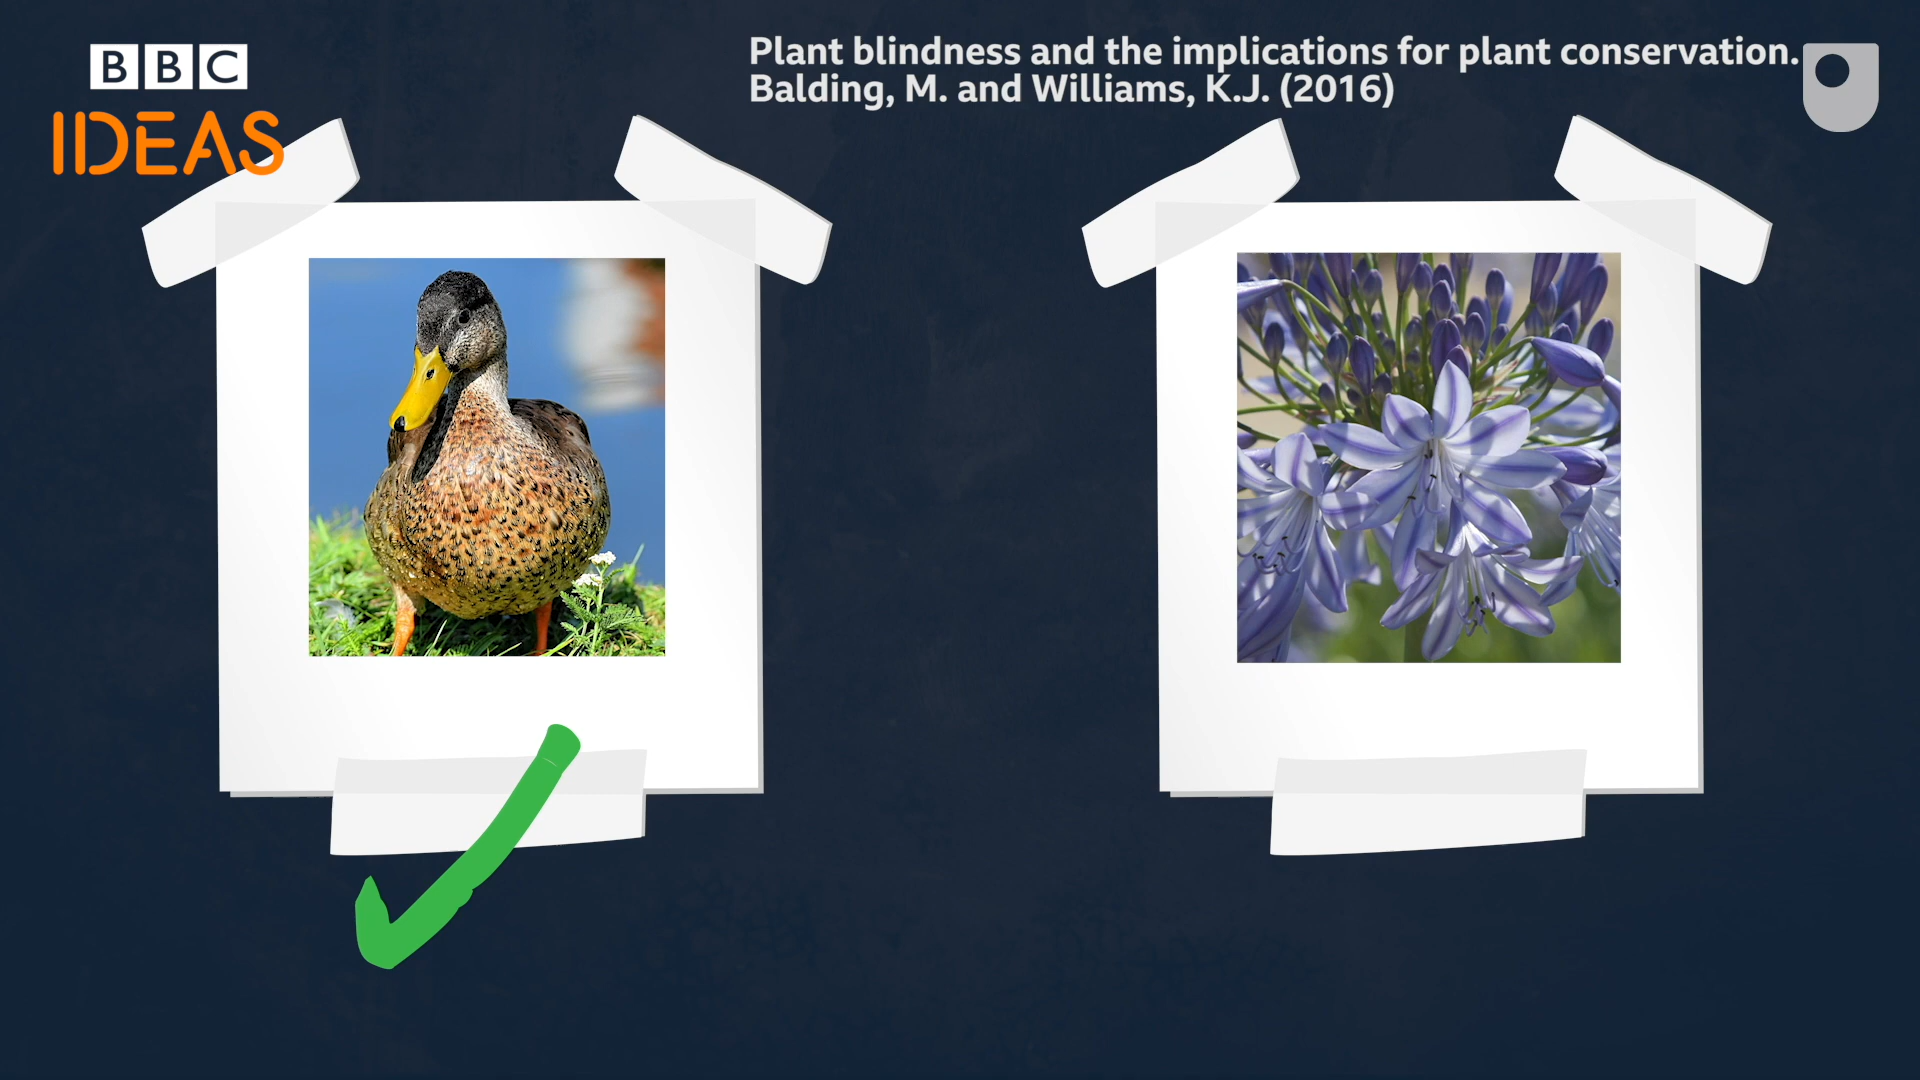 BBC
IDEAS
Plant blindness and the implications for plant conservation.
Balding, M. and Williams, K.J. (2016)